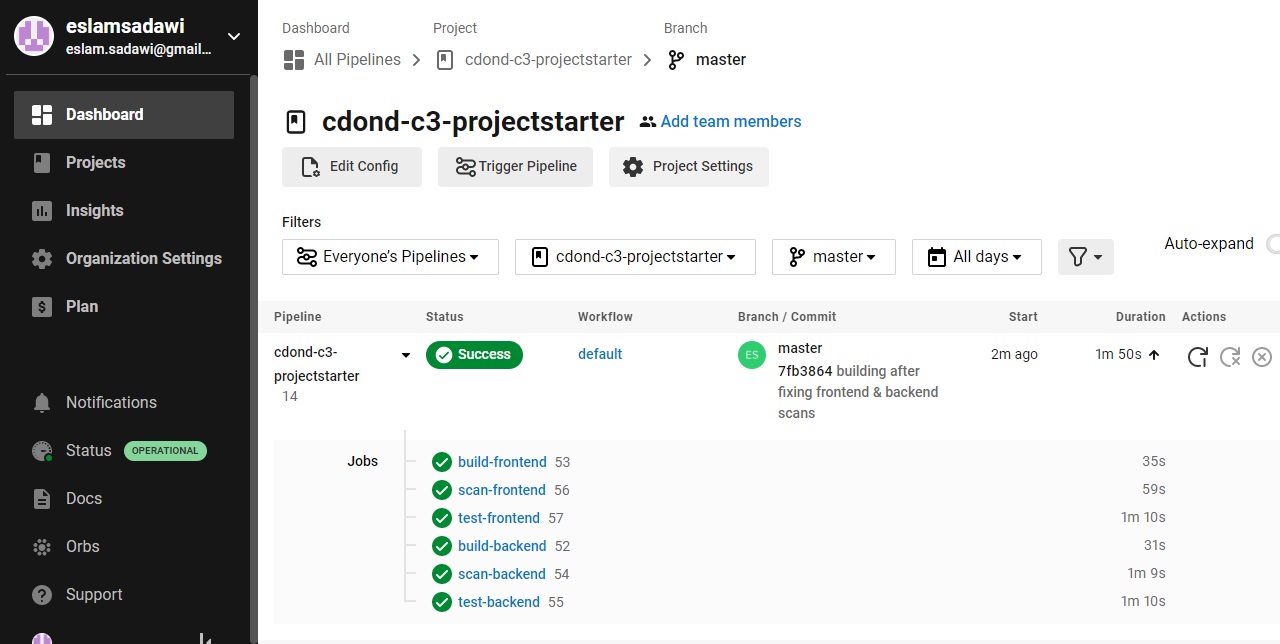 eslamsadawi
eslam.sadawi@gmail...
Dashboard
Projects
Insights
Organization Settings
Plan
Notifications
Status OPERATIONAL
Docs
Orbs
Support
Dashboard Project Branch
All Pipelines cdond-c3-projectstarter master
cdond-c3-projectstarter Add team members
Edit Config Trigger Pipeline Project Settings
Filters
Everyone's Pipelines cdond-c3-projectstarter master All days Auto-expand
Pipeline Status Workflow Branch / Commit Start Duration Actions
cdond-c3-
projectstarter
14
Success default ES master 2m ago 1m 50s
7fb3864 building after
fixing frontend & backend
scans
Jobs
build-frontend 53 35s
scan-frontend 56 59s
test-frontend 57 1m 10s
build-backend 52 31s
scan-backend 54 1m 9s
test-backend 55 1m 10s